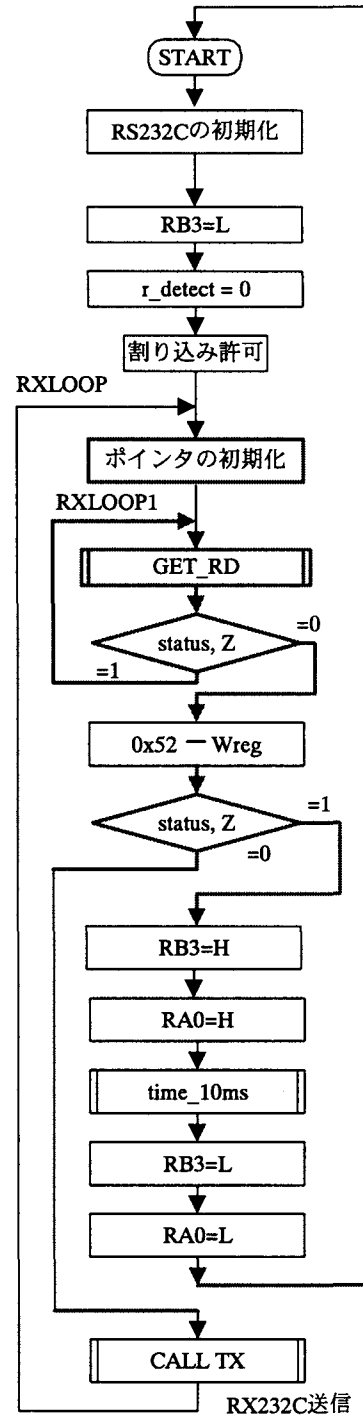 START
RS232Cの初期化
RB3=L
r_detect = 0
割り込み許可
RXLOOP
ポインタの初期化
RXLOOP1
GET_RD
status, Z
=0
=1
0x52 － Wreg
status, Z
=1
=0
RB3=H
RA0=H
time_10ms
RB3=L
RA0=L
CALL TX
RX232C送信